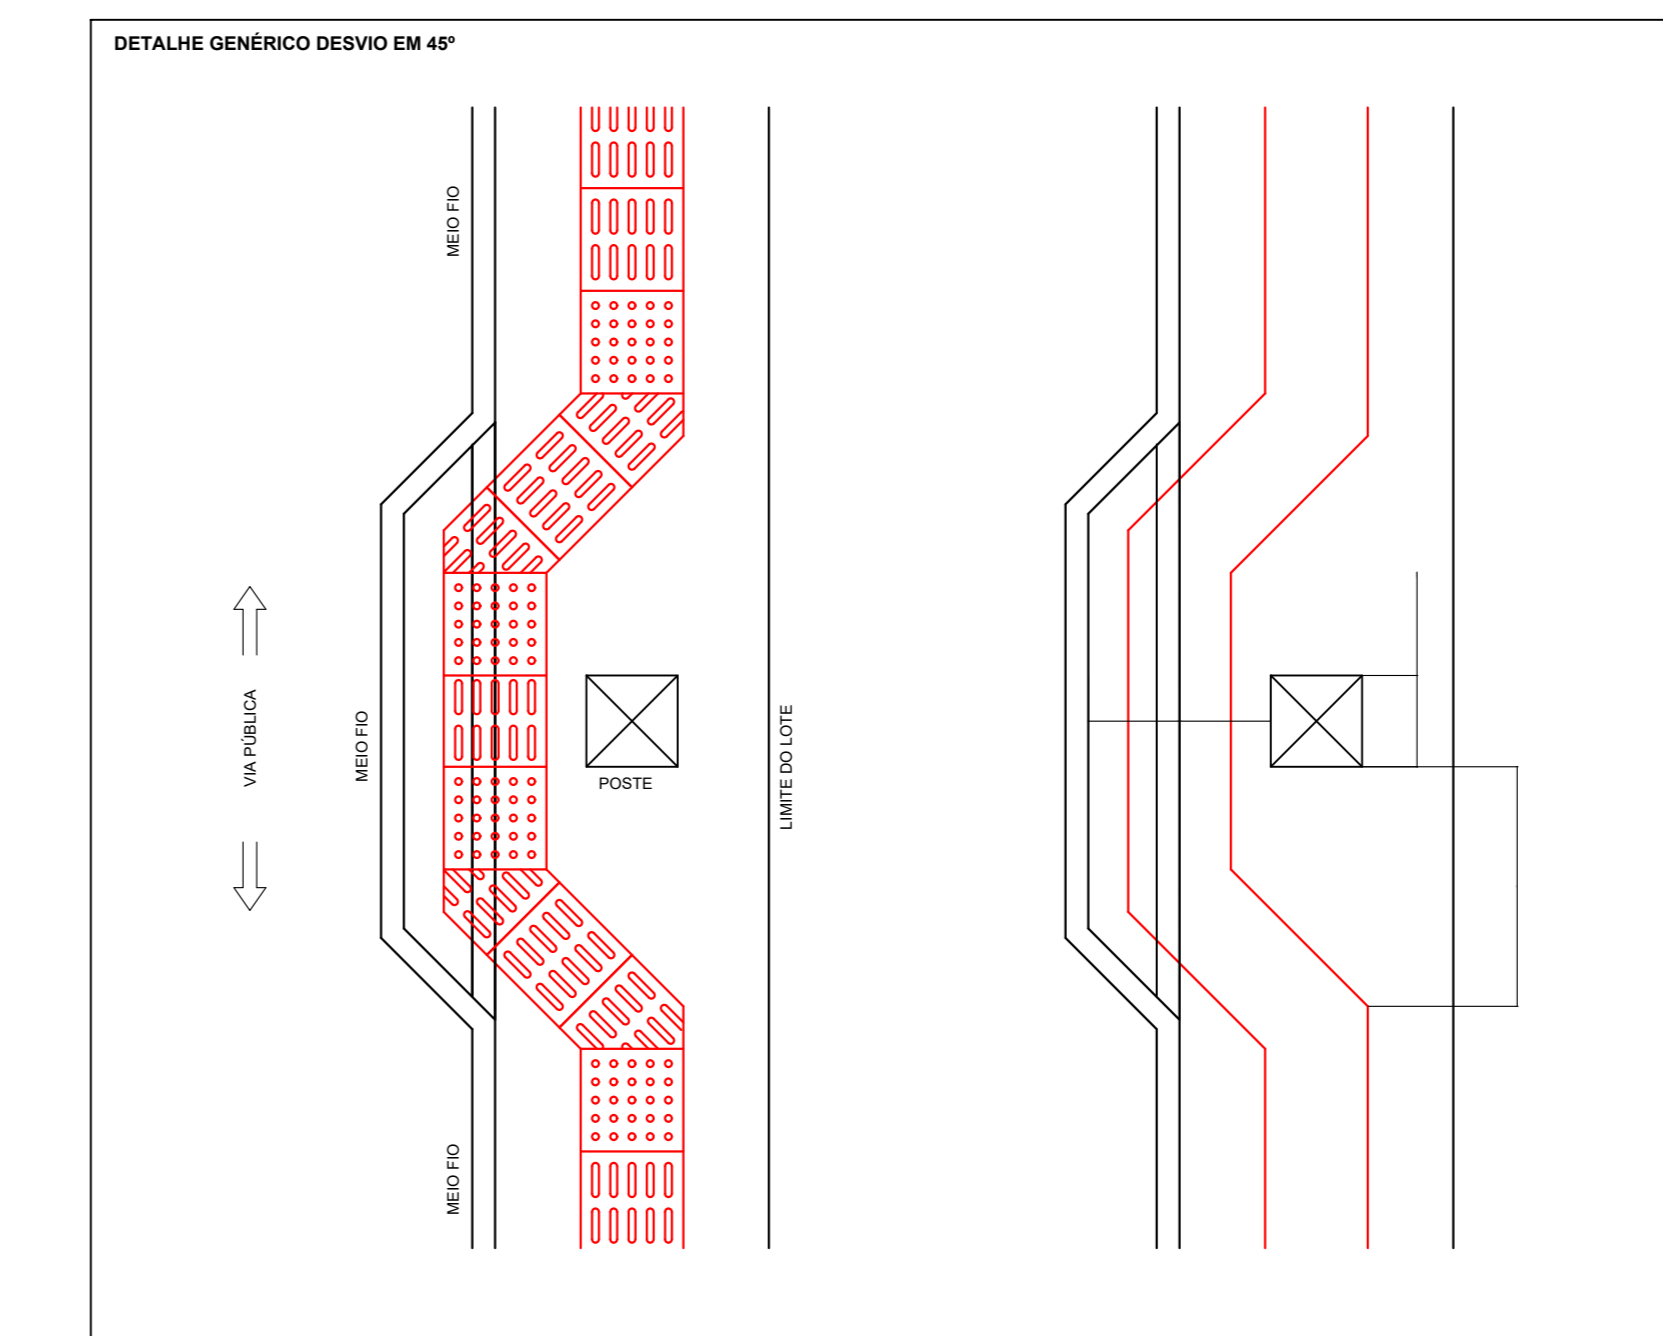 DETALHE GENÉRICO DESVIO EM 45º
MEIO FIO
VIA PÚBLICA
MEIO FIO
POSTE
LIMITE DO LOTE
MEIO FIO